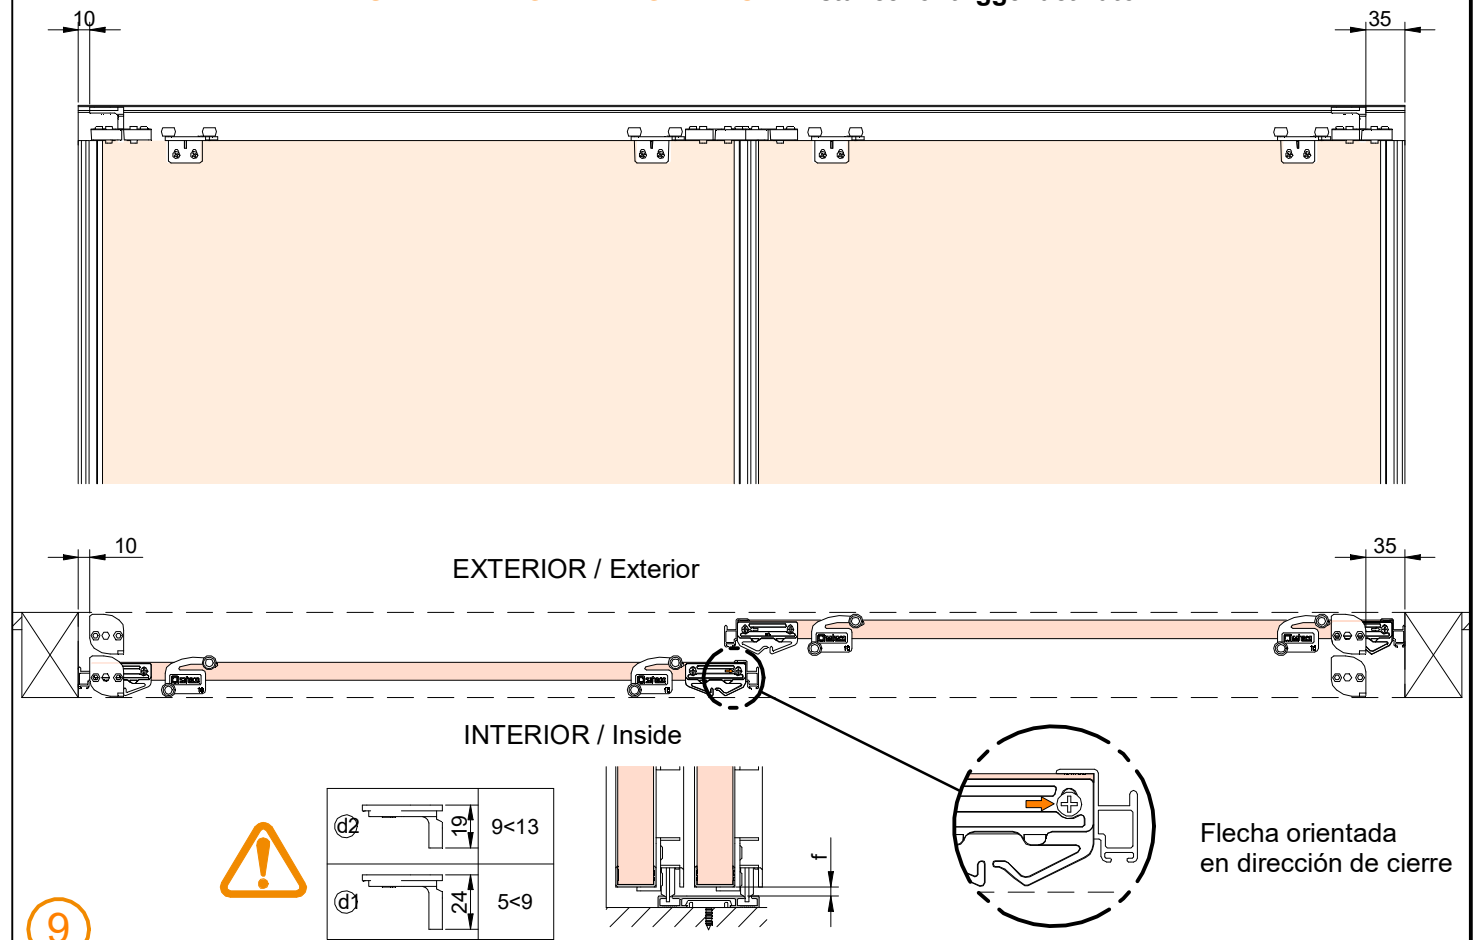 10
35
10
EXTERIOR / Exterior
35
INTERIOR / Inside
d2
19
9<13
d1
24
5<9
f
Flecha orientada
en dirección de cierre
9